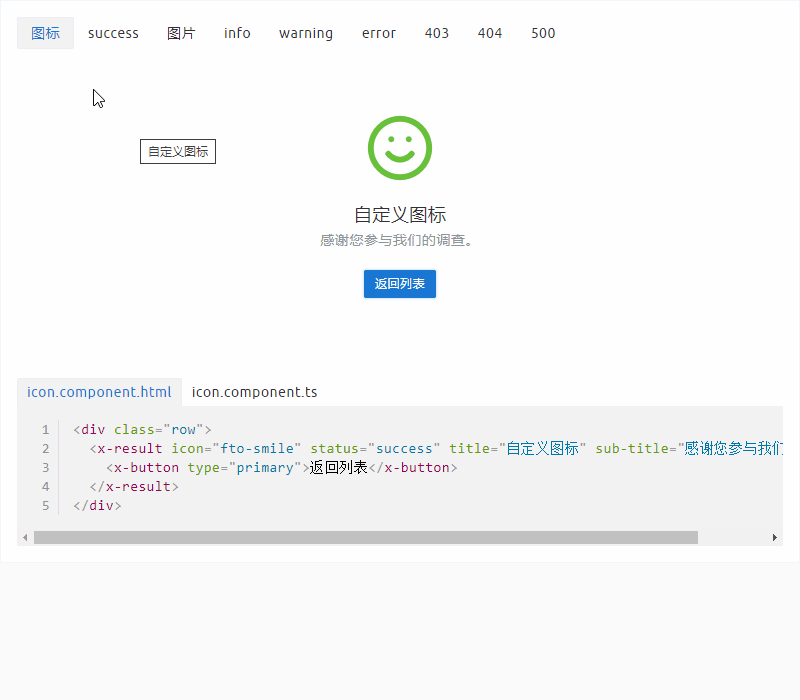 图标 success 图片 info warning error 403 404 500
自定义图标
自定义图标
感谢您参与我们的调查。
返回列表
icon.component.html icon.component.ts
1 <div class="row">
2 <x-result icon="fto-smile" status="success" title="自定义图标" sub-title="感谢您参与我们
3 <x-button type="primary">返回列表</x-button>
4 </x-result>
5 </div>